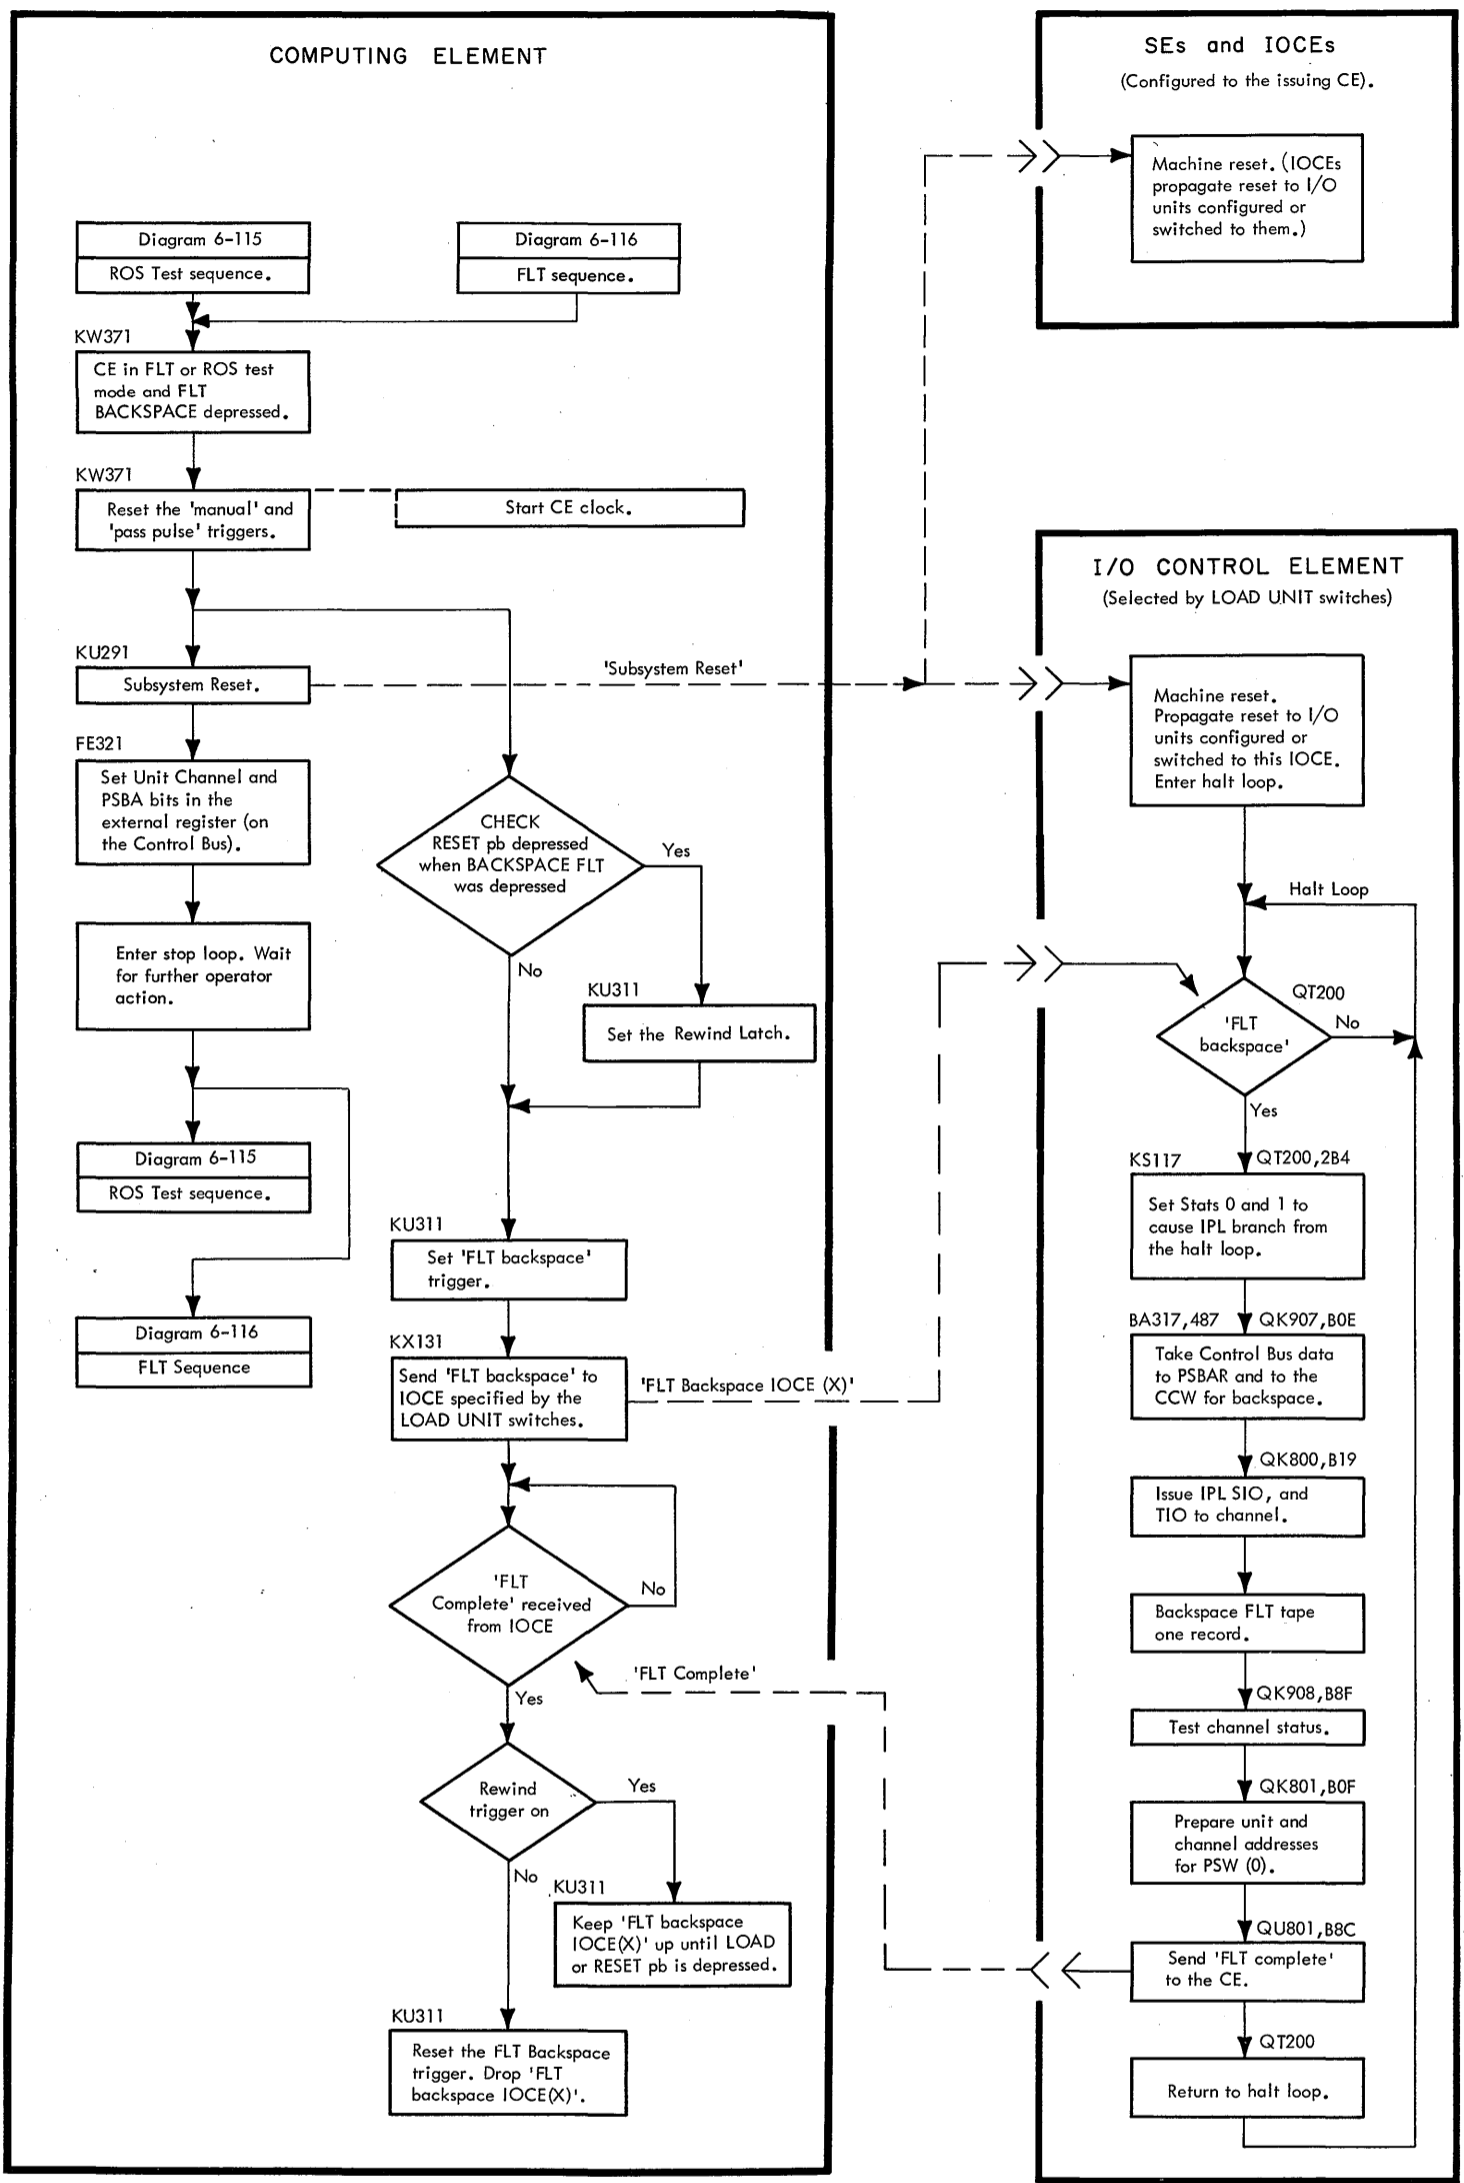 COMPUTING ELEMENT
Diagram 6-115
ROS Test sequence.
Diagram 6-116
FLT sequence.
KW371
CE in FLT or ROS test
mode and FLT
BACKSPACE depressed.
KW371
Reset the 'manual' and
'pass pulse' triggers.
Start CE clock.
KU291
Subsystem Reset.
'Subsystem Reset'
FE321
Set Unit Channel and
PSBA bits in the
external register (on
the Control Bus).
Enter stop loop. Wait
for further operator
action.
Diagram 6-115
ROS Test sequence.
Diagram 6-116
FLT Sequence
CHECK
RESET pb depressed
when BACKSPACE FLT
was depressed
Yes
No
KU311
Set the Rewind Latch.
KU311
Set 'FLT backspace'
trigger.
KX131
Send 'FLT backspace' to
IOCE specified by the
LOAD UNIT switches.
'FLT Backspace IOCE (X)'
'FLT
Complete' received
from IOCE
No
'FLT Complete'
Yes
Rewind
trigger on
Yes
No
KU311
Keep 'FLT backspace
IOCE(X)' up until LOAD
or RESET pb is depressed.
KU311
Reset the FLT Backspace
trigger. Drop 'FLT
backspace IOCE(X)'.
SEs and IOCEs
(Configured to the issuing CE).
Machine reset. (IOCEs
propagate reset to I/O
units configured or
switched to them.)
I/O CONTROL ELEMENT
(Selected by LOAD UNIT switches)
Machine reset.
Propagate reset to I/O
units configured or
switched to this IOCE.
Enter halt loop.
Halt Loop
QT200
'FLT
backspace'
No
Yes
KS117
QT200,2B4
Set Stats 0 and 1 to
cause IPL branch from
the halt loop.
BA317,487
QK907,B0E
Take Control Bus data
to PSBAR and to the
CCW for backspace.
QK800,B19
Issue IPL SIO, and
TIO to channel.
Backspace FLT tape
one record.
QK908,B8F
Test channel status.
QK801,B0F
Prepare unit and
channel addresses
for PSW (0).
QU801,B8C
Send 'FLT complete'
to the CE.
QT200
Return to halt loop.